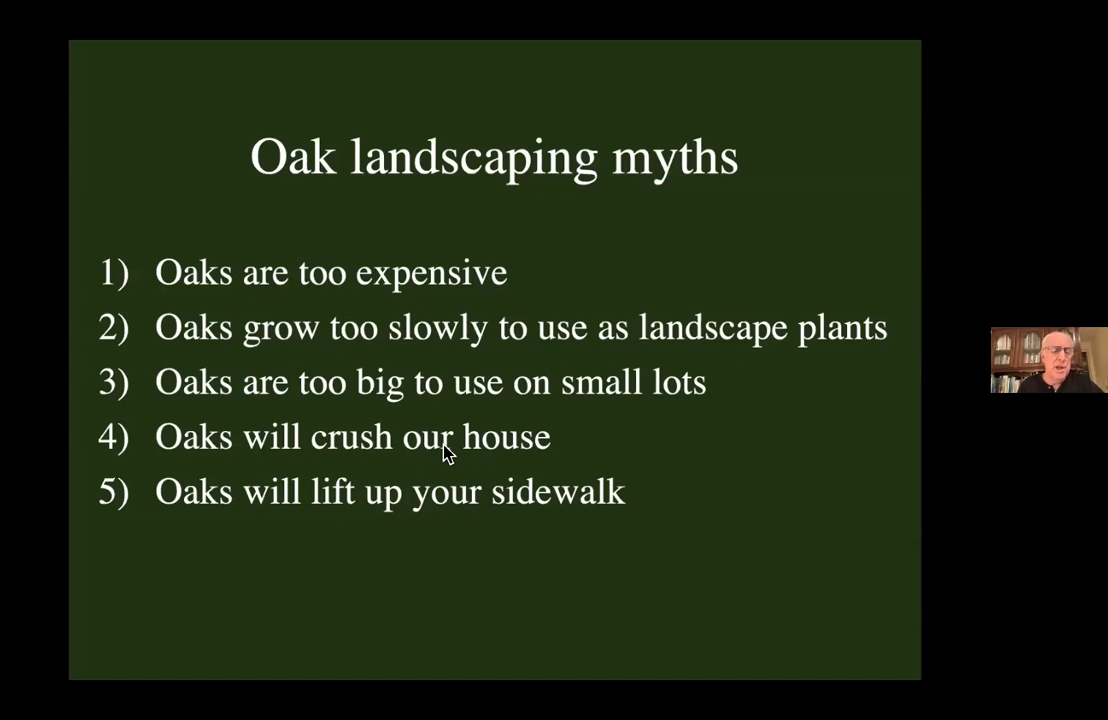 Oak landscaping myths
1) Oaks are too expensive
2) Oaks grow too slowly to use as landscape plants
3) Oaks are too big to use on small lots
4) Oaks will crush our house
5) Oaks will lift up your sidewalk